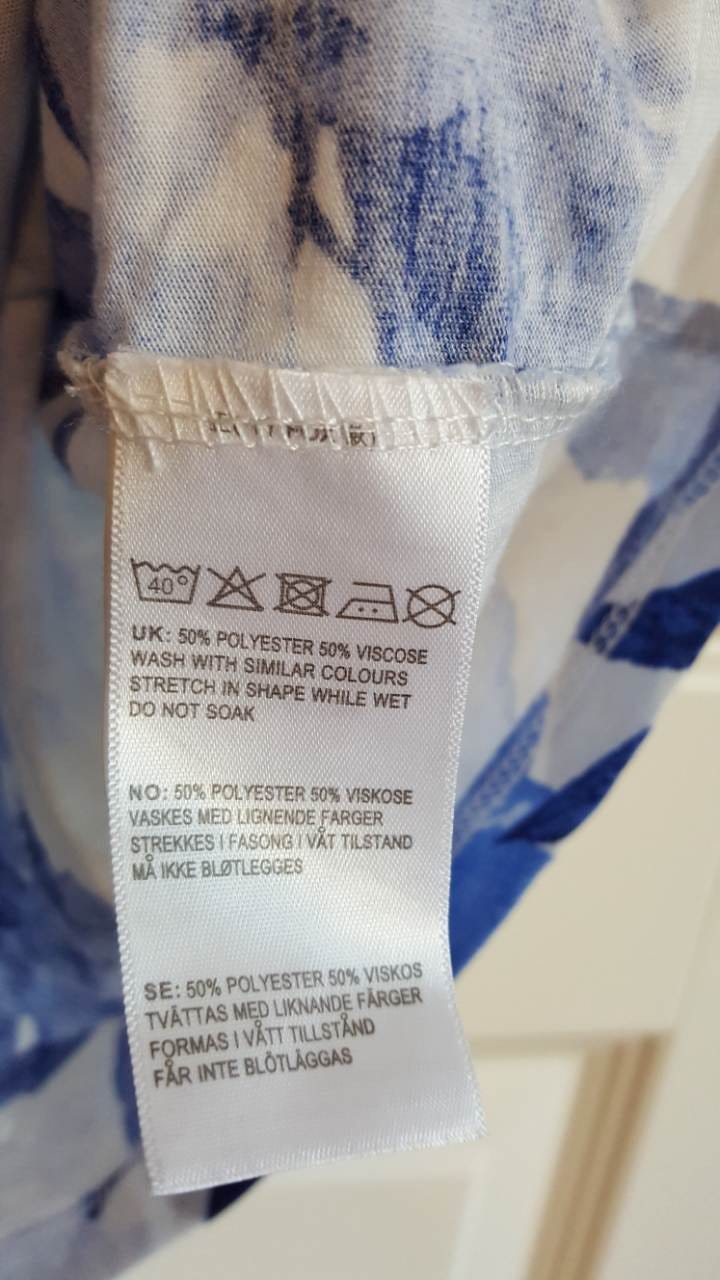 40°
UK: 50% POLYESTER 50% VISCOSE
WASH WITH SIMILAR COLOURS
STRETCH IN SHAPE WHILE WET
DO NOT SOAK
NO: 50% POLYESTER 50% VISKOSE
VASKES MED LIGNENDE FARGER
STREKKES I FASONG I VÅT TILSTAND
MÅ IKKE BLØTLEGGES
SE: 50% POLYESTER 50% VISKOS
TVÄTTAS MED LIKNANDE FÄRGER
FORMAS I VÅTT TILLSTÅND
FÅR INTE BLÖTLÄGGAS